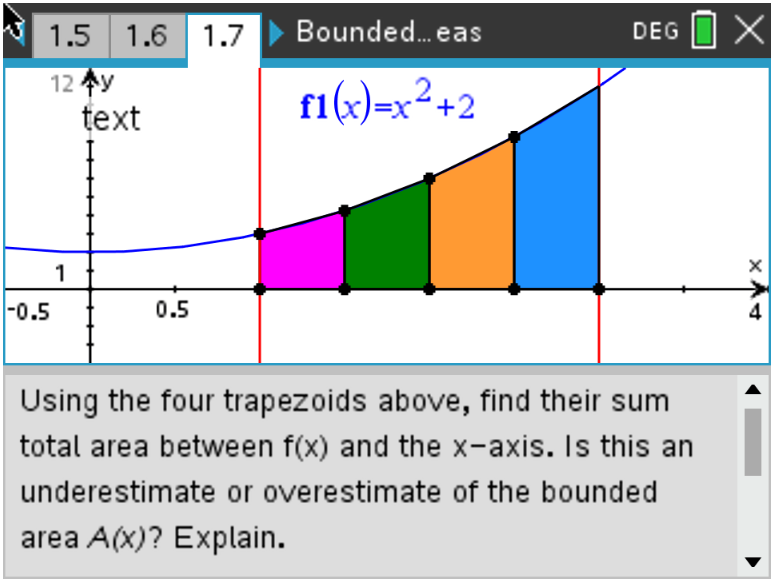 1.5 1.6 1.7 Bounded…eas DEG
12 y
text
f1(x)=x²+2
1
x
-0.5 0.5 4
Using the four trapezoids above, find their sum
total area between f(x) and the x-axis. Is this an
underestimate or overestimate of the bounded
area A(x)? Explain.